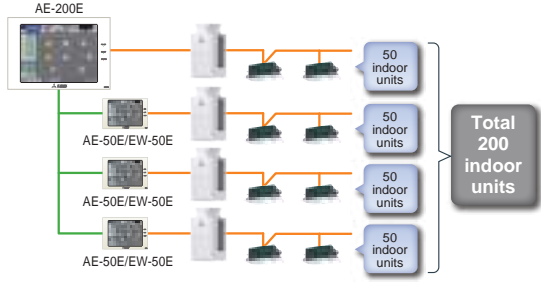 AE-200E
50
indoor
units
50
indoor
units
AE-50E/EW-50E
50
indoor
units
AE-50E/EW-50E
50
indoor
units
AE-50E/EW-50E
Total
200
indoor
units